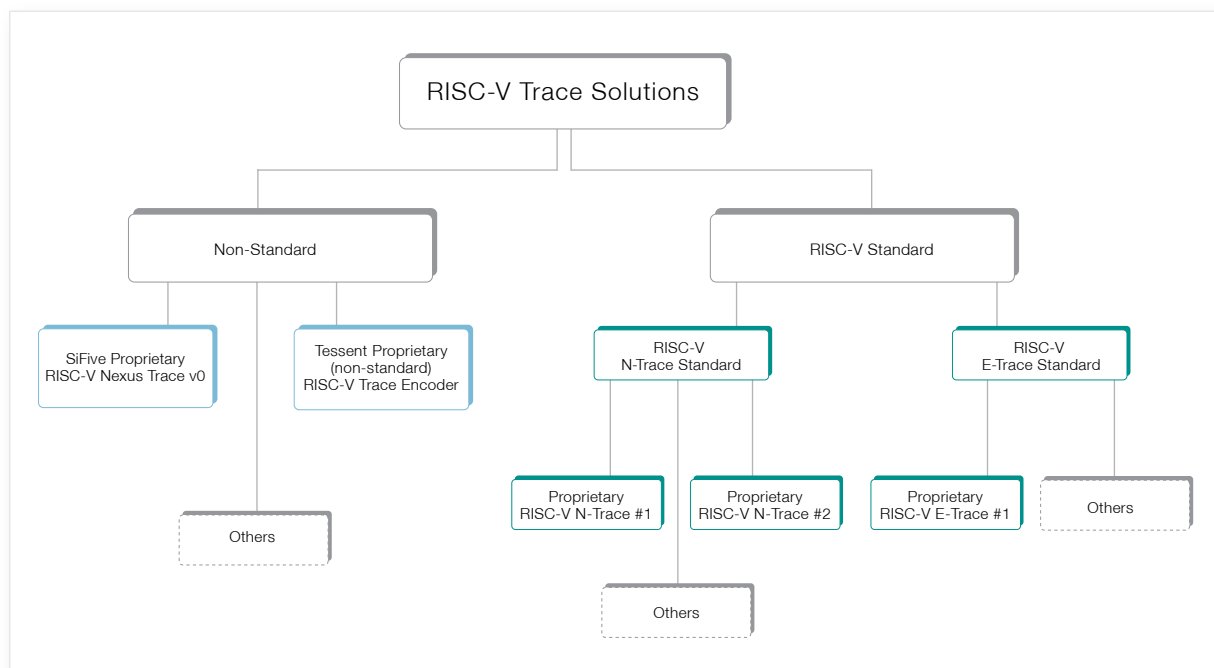 RISC-V Trace Solutions
Non-Standard
RISC-V Standard
SiFive Proprietary
RISC-V Nexus Trace v0
Tessent Proprietary
(non-standard)
RISC-V Trace Encoder
RISC-V
N-Trace Standard
RISC-V
E-Trace Standard
Others
Proprietary
RISC-V N-Trace #1
Proprietary
RISC-V N-Trace #2
Proprietary
RISC-V E-Trace #1
Others
Others